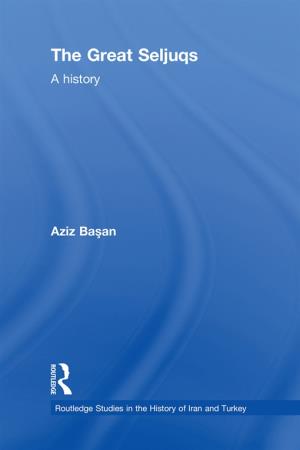 The Great Seljuqs
A history
Aziz Başan
ROUTLEDGE
Routledge Studies in the History of Iran and Turkey